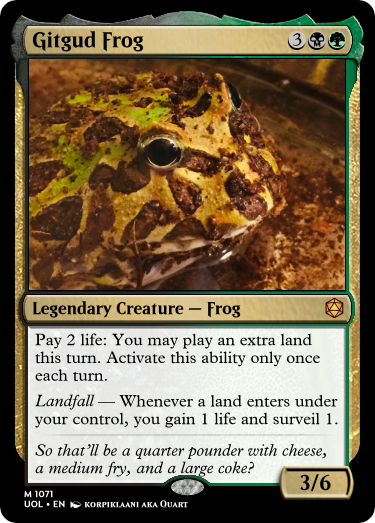 Gitgud Frog 3
Legendary Creature — Frog
Pay 2 life: You may play an extra land
this turn. Activate this ability only once
each turn.
Landfall — Whenever a land enters under
your control, you gain 1 life and surveil 1.
So that'll be a quarter pounder with cheese,
a medium fry, and a large coke?
3/6
M 1071
UOL • EN KORPIKLAANI AKA OUART